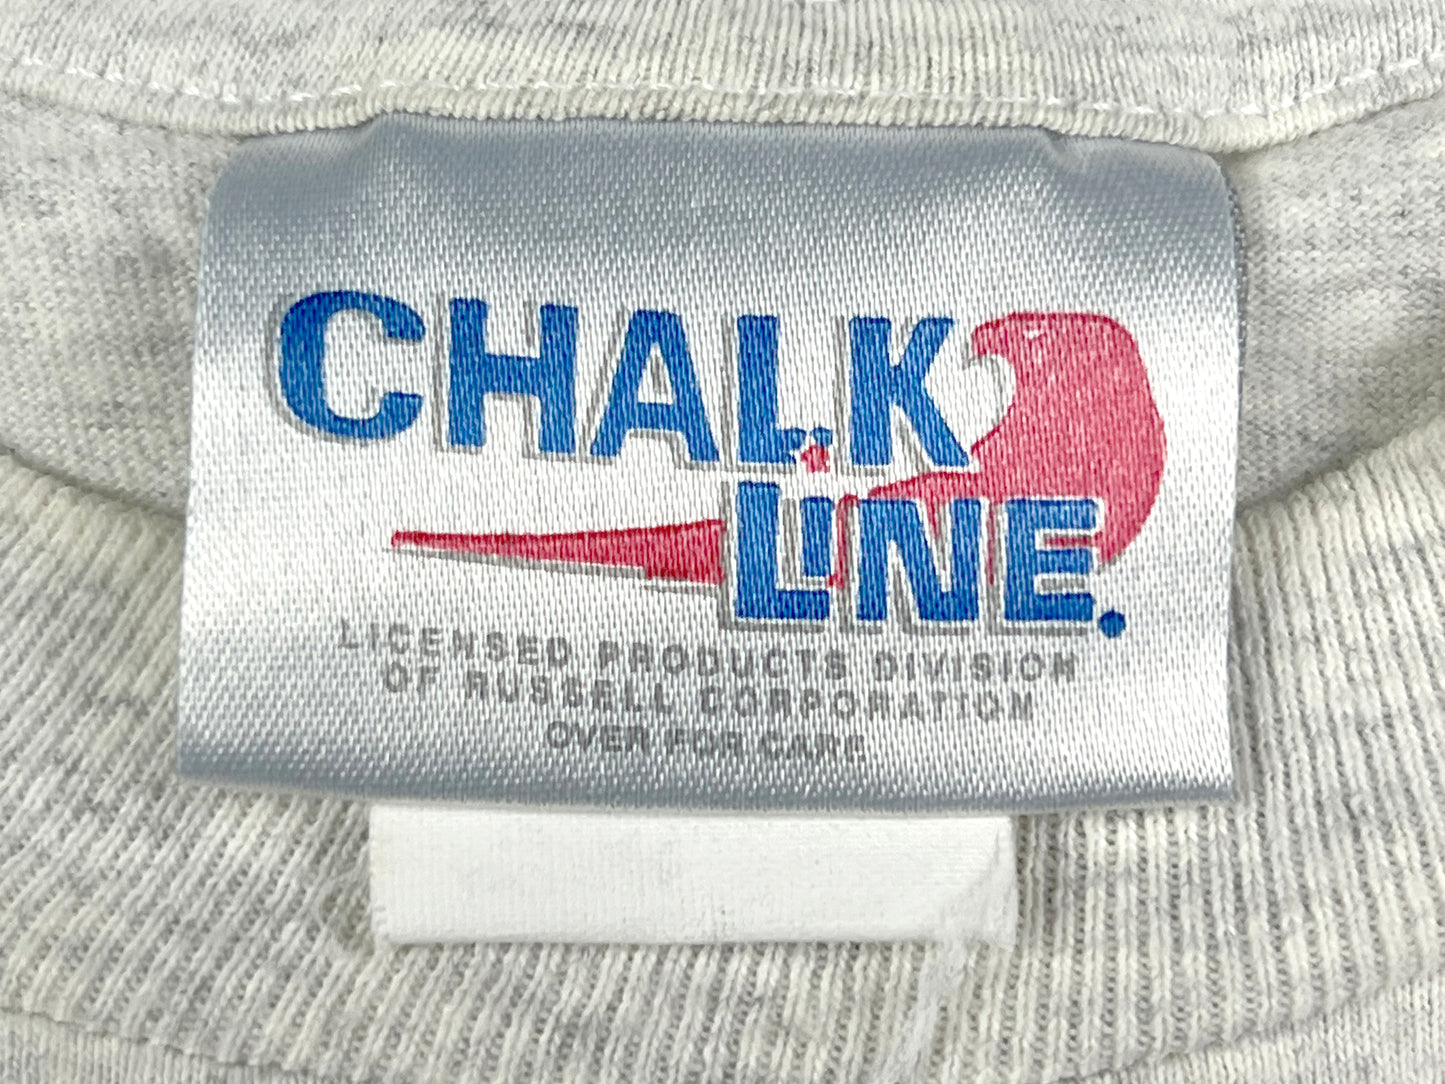 CHALK
LINE.
LICENSED PRODUCTS DIVISION
OF RUSSELL CORPORATION
OVER FOR CARE